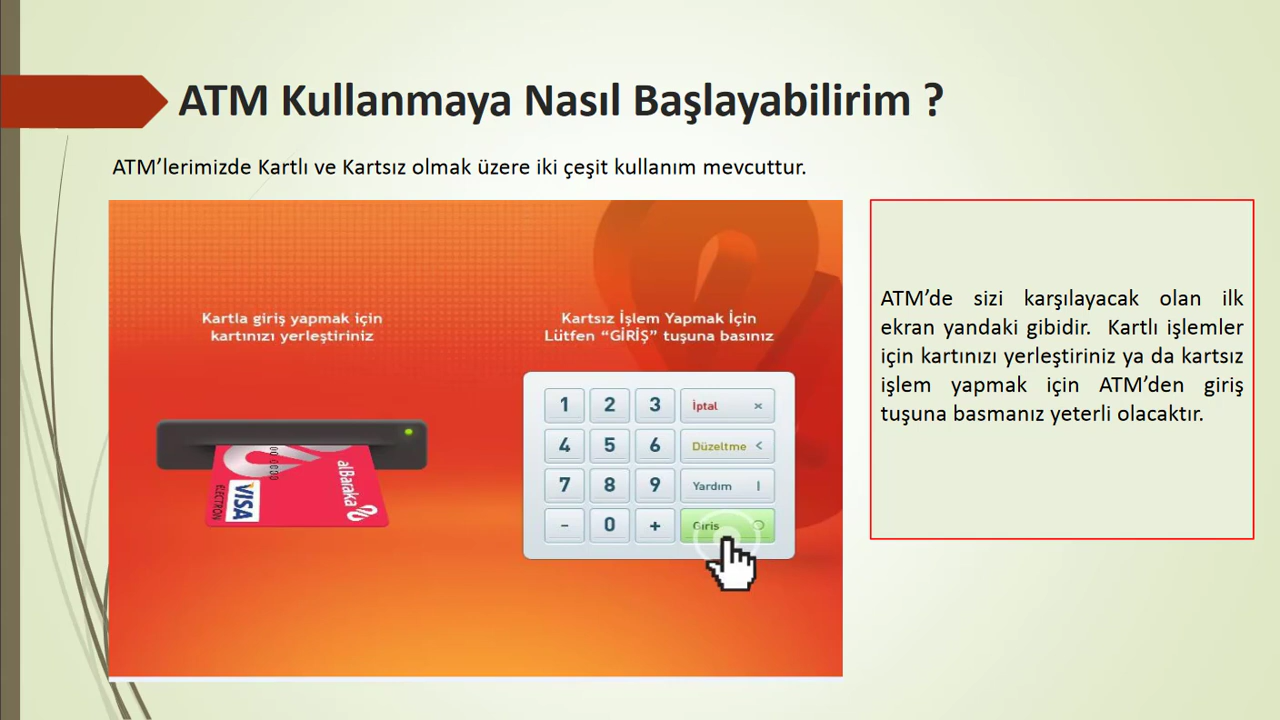 ATM Kullanmaya Nasıl Başlayabilirim ?
ATM’lerimizde Kartlı ve Kartsız olmak üzere iki çeşit kullanım mevcuttur.
Kartla giriş yapmak için
kartınızı yerleştiriniz
Kartsız İşlem Yapmak İçin
Lütfen “GİRİŞ” tuşuna basınız
1 2 3 İptal ×
4 5 6 Düzeltme <
7 8 9 Yardım |
- 0 + Giriş ○
VISA
ELECTRON
alBaraka
ATM’de sizi karşılayacak olan ilk
ekran yandaki gibidir. Kartlı işlemler
için kartınızı yerleştiriniz ya da kartsız
işlem yapmak için ATM’den giriş
tuşuna basmanız yeterli olacaktır.